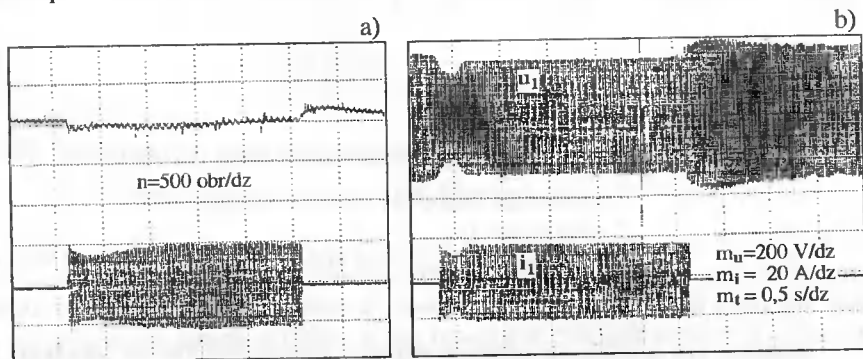 a)
n=500 obr/dz
b)
u₁
i₁
mᵤ=200 V/dz
mᵢ = 20 A/dz
mₜ = 0,5 s/dz